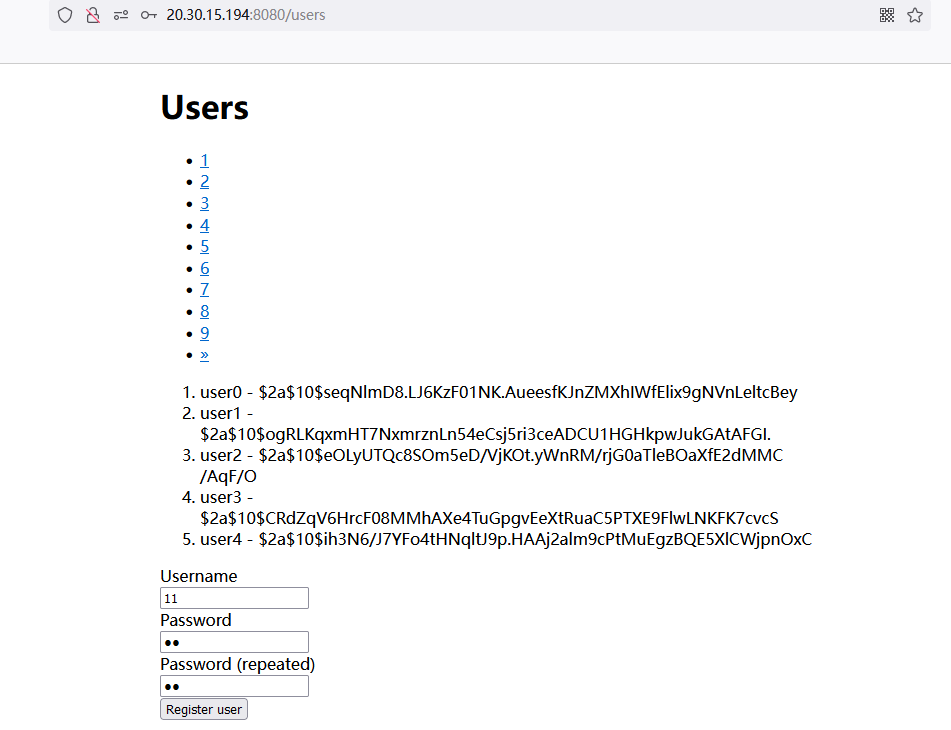 20.30.15.194:8080/users
Users
1
2
3
4
5
6
7
8
9
»
1. user0 - $2a$10$seqNlmD8.LJ6KzF01NK.AueesfKJnZMXhIWfElix9gNVnLeltcBey
2. user1 -
$2a$10$ogRLKqxmHT7NxmrznLn54eCsj5ri3ceADCU1HGHkpwJukGAtAFGI.
3. user2 - $2a$10$eOLyUTQc8SOm5eD/VjKOt.yWnRM/rjG0aTleBOaXfE2dMMC
/AqF/O
4. user3 -
$2a$10$CRdZqV6HrcF08MMhAXe4TuGpgvEeXtRuaC5PTXE9FlwLNKFK7cvcS
5. user4 - $2a$10$ih3N6/J7YFo4tHNqltJ9p.HAAj2alm9cPtMuEgzBQE5XlCWjpnOxC
Username
11
Password
••
Password (repeated)
••
Register user